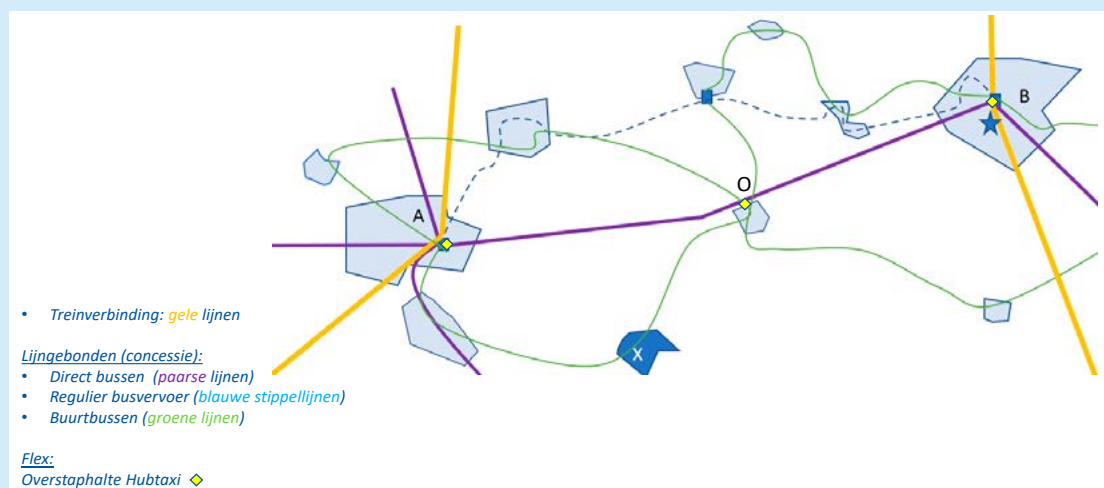 B
O
A
X
• Treinverbinding: gele lijnen
Lijngebonden (concessie):
• Direct bussen (paarse lijnen)
• Regulier busvervoer (blauwe stippellijnen)
• Buurtbussen (groene lijnen)
Flex:
Overstaphalte Hubtaxi